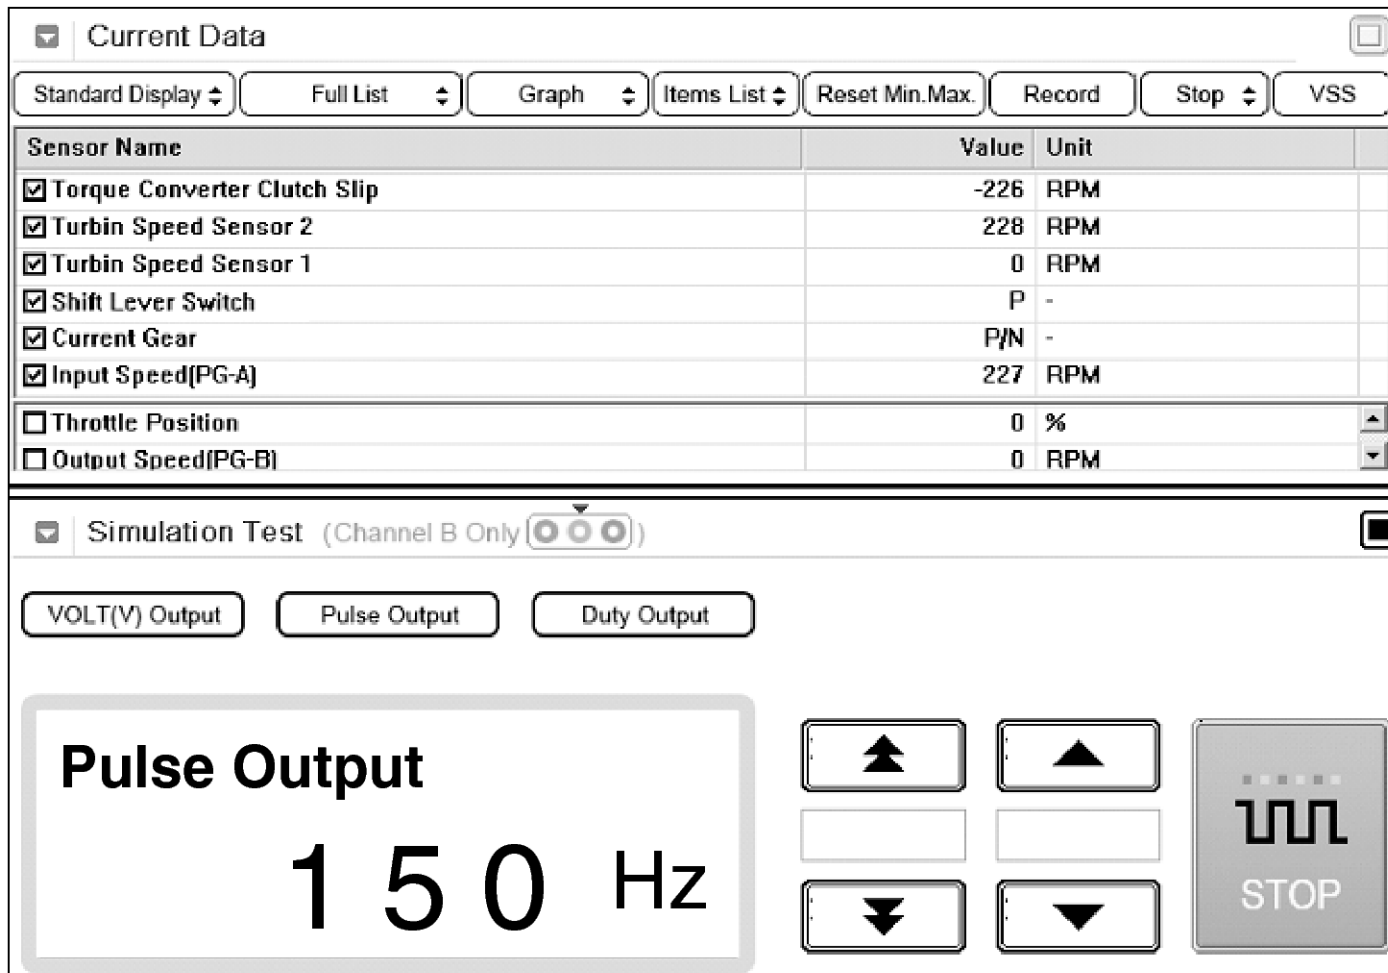 Current Data
Standard Display Full List Graph Items List Reset Min.Max. Record Stop VSS
Sensor Name Value Unit
Torque Converter Clutch Slip -226 RPM
Turbin Speed Sensor 2 228 RPM
Turbin Speed Sensor 1 0 RPM
Shift Lever Switch P -
Current Gear P/N -
Input Speed(PG-A) 227 RPM
Throttle Position 0 %
Output Speed(PG-B) 0 RPM
Simulation Test (Channel B Only)
VOLT(V) Output Pulse Output Duty Output
Pulse Output
150 Hz
STOP